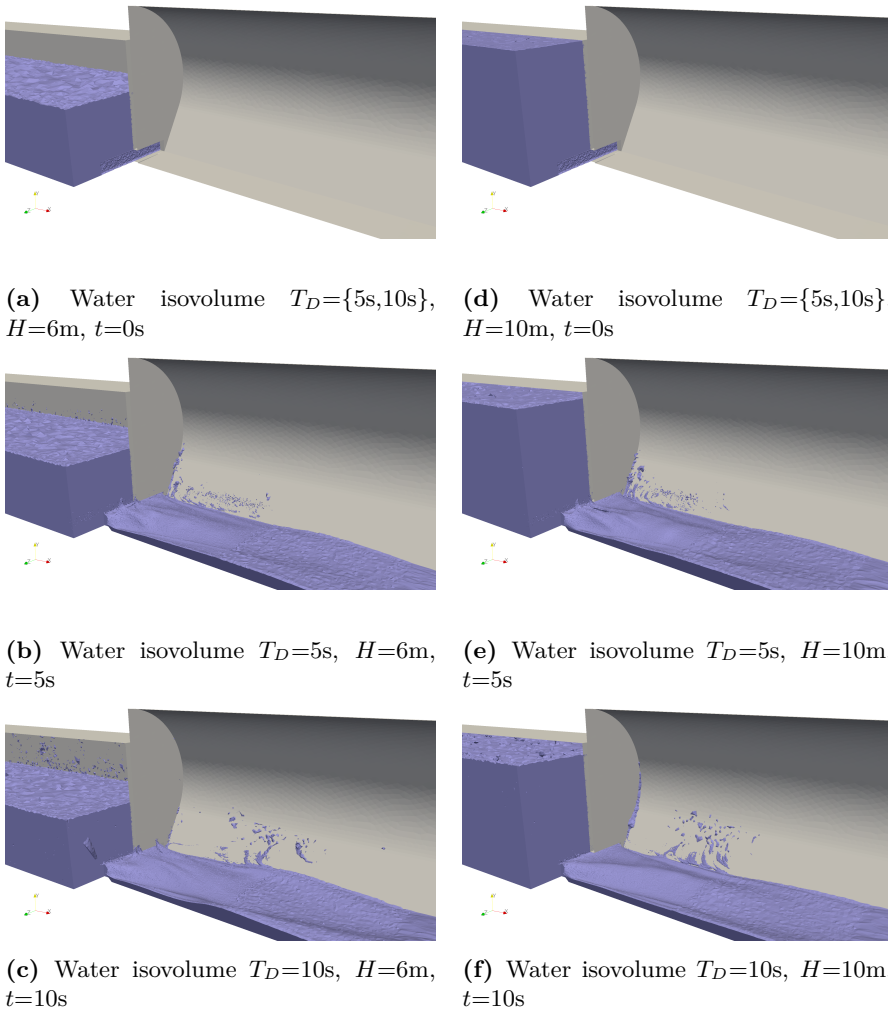 (a) Water isovolume T_D={5s,10s},
H=6m, t=0s
(d) Water isovolume T_D={5s,10s}
H=10m, t=0s
(b) Water isovolume T_D=5s, H=6m,
t=5s
(e) Water isovolume T_D=5s, H=10m
t=5s
(c) Water isovolume T_D=10s, H=6m,
t=10s
(f) Water isovolume T_D=10s, H=10m
t=10s